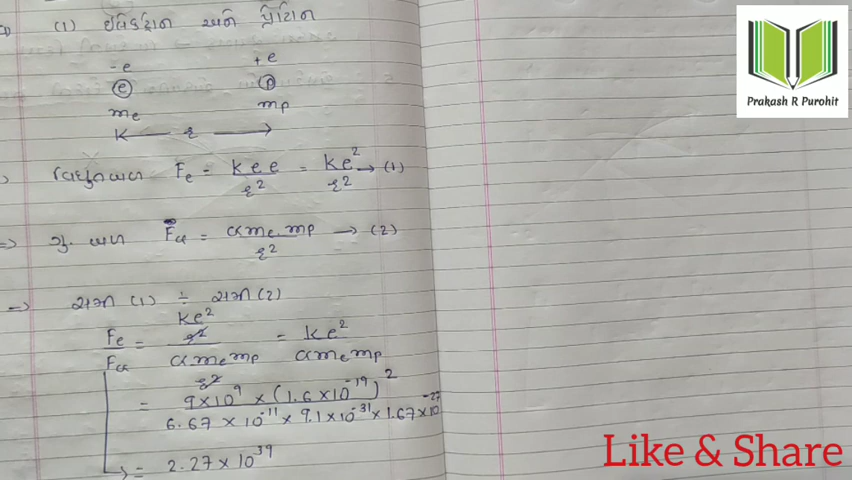 (1) ઇલેક્ટ્રોન અને પ્રોટોન
-e +e
e p
me mp
r
વિદ્યુતબળ Fe = kee / r² = ke² / r² → (1)
⇒ ગુ. બળ FG = Gme mp / r² → (2)
⇒ સમી (1) ÷ સમી (2)
Fe / FG = ke² / r² / Gme mp / r² = ke² / Gme mp
= 9×10⁹ × (1.6×10⁻¹⁹)² / 6.67×10⁻¹¹ × 9.1×10⁻³¹ × 1.67×10⁻²⁷
= 2.27×10³⁹
Prakash R Purohit
Like & Share